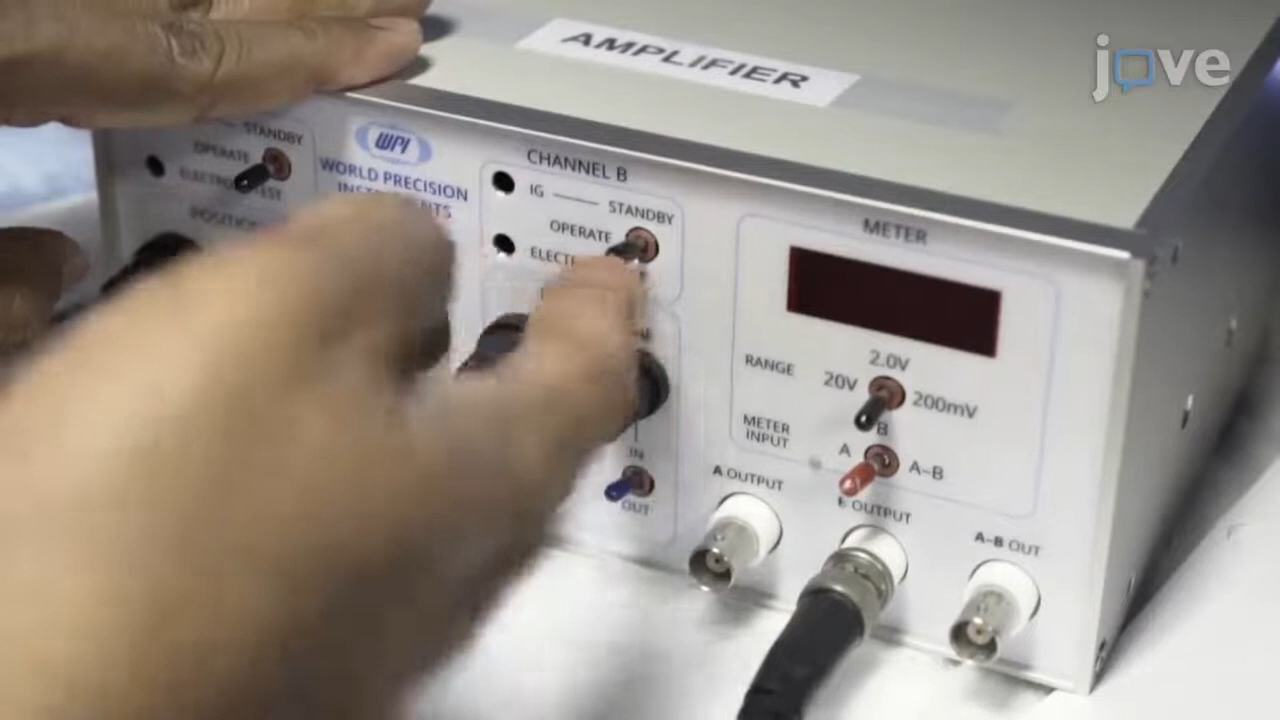 AMPLIFIER
jove
STANDBY
OPERATE
WPI
WORLD PRECISION
CHANNEL B
IG
STANDBY
OPERATE
METER
2.0V
RANGE
20V
200mV
METER
INPUT
B
A
A-B
IN
OUT
A OUTPUT
OUTPUT
A-B OUT